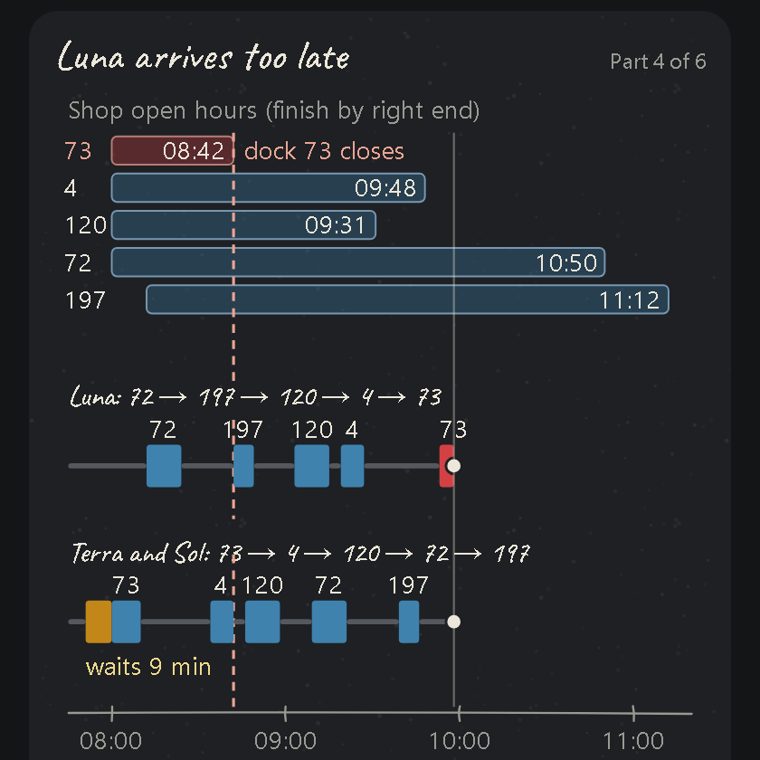 Luna arrives too late
Part 4 of 6
Shop open hours (finish by right end)
73 08:42 dock 73 closes
4 09:48
120 09:31
72 10:50
197 11:12
Luna: 72→ 197→ 120→ 4→ 73
72 197 120 4 73
Terra and Sol: 73→ 4→ 120→ 72→ 197
73 4 120 72 197
waits 9 min
08:00 09:00 10:00 11:00